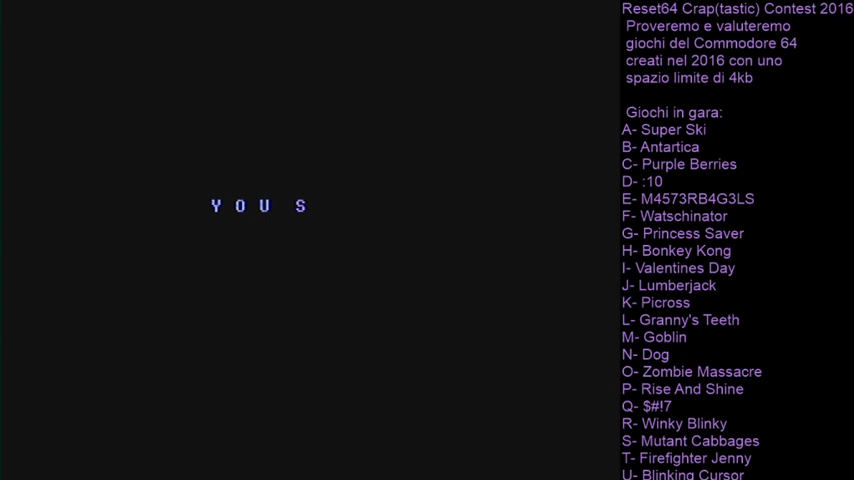 Y O U S
Reset64 Crap(tastic) Contest 2016
Proveremo e valuteremo
giochi del Commodore 64
creati nel 2016 con uno
spazio limite di 4kb
Giochi in gara:
A- Super Ski
B- Antartica
C- Purple Berries
D- :10
E- M4573RB4G3LS
F- Watschinator
G- Princess Saver
H- Bonkey Kong
I- Valentines Day
J- Lumberjack
K- Picross
L- Granny's Teeth
M- Goblin
N- Dog
O- Zombie Massacre
P- Rise And Shine
Q- $#!7
R- Winky Blinky
S- Mutant Cabbages
T- Firefighter Jenny
U- Blinking Cursor